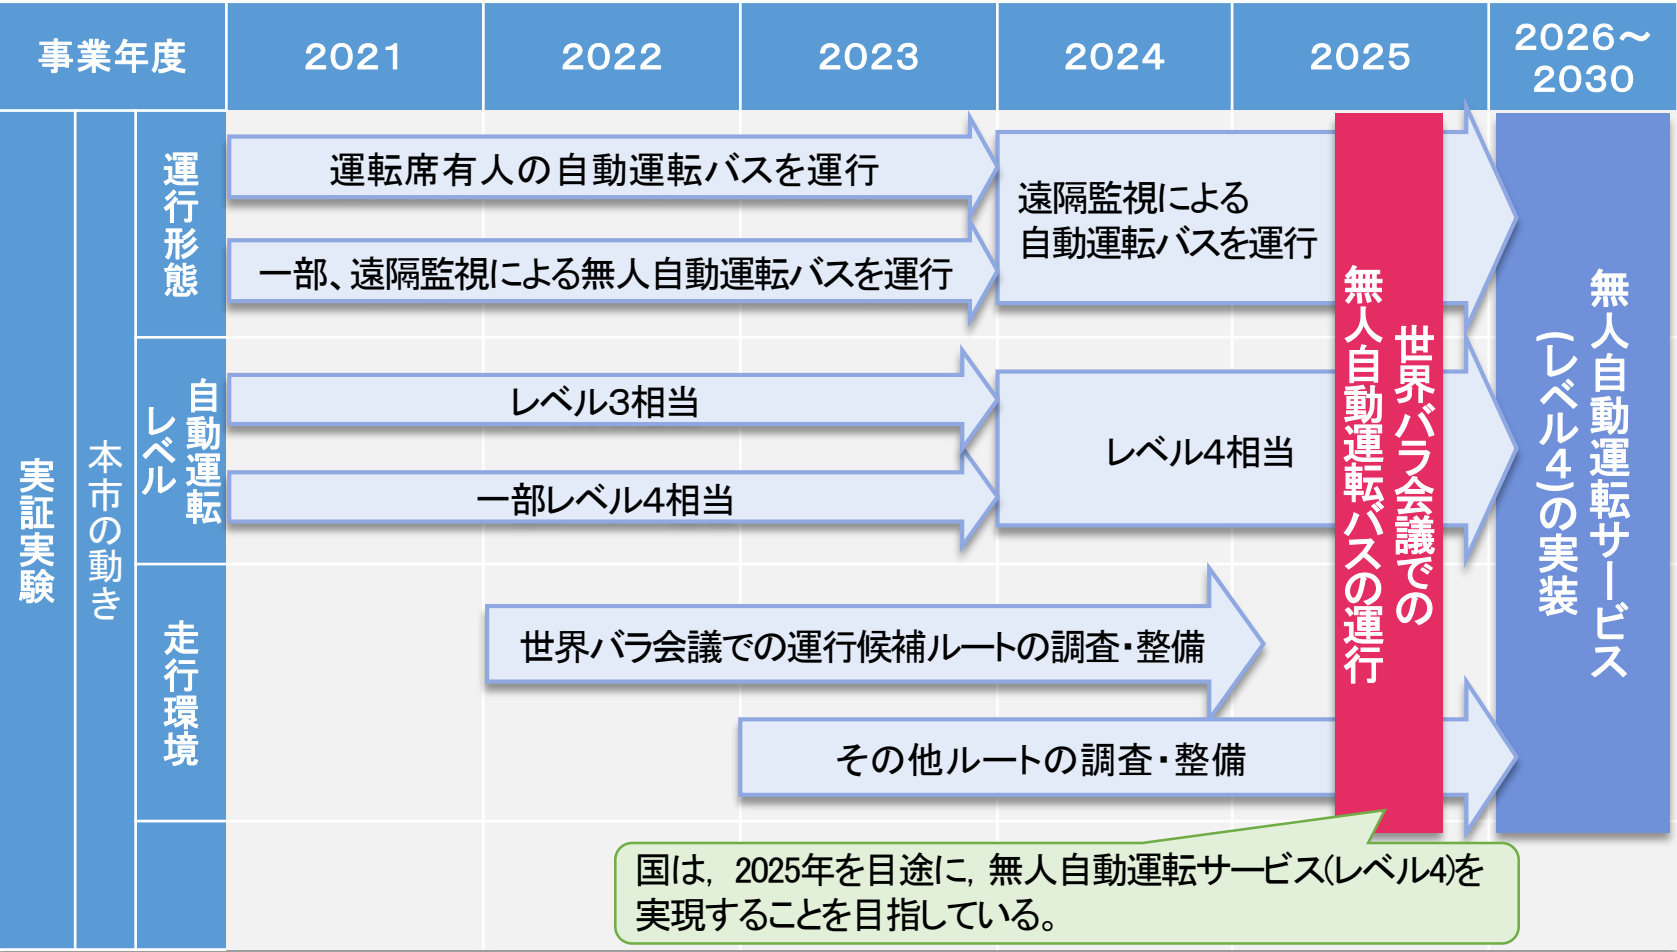 事業年度
2021
2022
2023
2024
2025
2026～
2030
実証実験
本市の動き
運行形態
運転席有人の自動運転バスを運行
一部、遠隔監視による無人自動運転バスを運行
遠隔監視による
自動運転バスを運行
自動運転
レベル
レベル3相当
一部レベル4相当
レベル4相当
走行環境
世界バラ会議での運行候補ルートの調査・整備
その他ルートの調査・整備
世界バラ会議での
無人自動運転バスの運行
無人自動運転サービス
(レベル４)の実装
国は, 2025年を目途に, 無人自動運転サービス(レベル4)を
実現することを目指している。